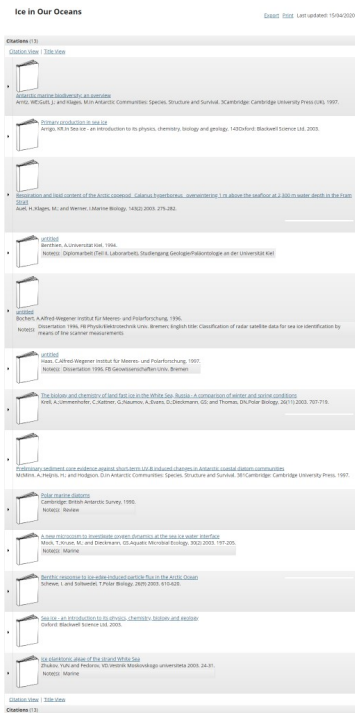 Ice in Our Oceans
Export Print Last updated: 15/04/2020
Citations (13)
Citation View | Title View
Antarctic marine biodiversity: an overview
Arntz, WE;Gutt, J.; and Klages, M.In Antarctic Communities: Species, Structure and Survival. 3Cambridge: Cambridge University Press (UK), 1997.
Primary production in sea ice
Arrigo, KR.In Sea ice - an introduction to its physics, chemistry, biology and geology. 143Oxford: Blackwell Science Ltd, 2003.
Respiration and lipid content of the Arctic copepod Calanus hyperboreus overwintering 1 m above the seafloor at 2,300 m water depth in the Fram
Strait
Auel, H.;Klages, M.; and Werner, I.Marine Biology, 143(2) 2003. 275-282.
untitled
Berthien, A.Universität Kiel, 1994.
Note(s): Diplomarbeit (Teil II, Laborarbeit), Studiengang Geologie/Paläontologie an der Universität Kiel
untitled
Bochert, A.Alfred-Wegener Institut für Meeres- und Polarforschung, 1996.
Note(s): Dissertation 1996, FB Physik/Elektrotechnik Univ. Bremen; English title: Classification of radar satellite data for sea ice identification by
means of line scanner measurements
untitled
Haas, C.Alfred-Wegener Institut für Meeres- und Polarforschung, 1997.
Note(s): Dissertation 1996, FB Geowissenschaften Univ. Bremen
The biology and chemistry of land fast ice in the White Sea, Russia - A comparison of winter and spring conditions
Krell, A.;Ummenhofer, C.;Kattner, G.;Naumov, A.;Evans, D.;Dieckmann, GS; and Thomas, DN.Polar Biology, 26(11) 2003. 707-719.
Preliminary sediment core evidence against short-term UV-B induced changes in Antarctic coastal diatom communities
McMinn, A.;Heijnis, H.; and Hodgson, D.In Antarctic Communities: Species, Structure and Survival. 381Cambridge: Cambridge University Press, 1997.
Polar marine diatoms
Cambridge: British Antarctic Survey, 1990.
Note(s): Review
A new microcosm to investigate oxygen dynamics at the sea ice water interface
Mock, T.;Kruse, M.; and Dieckmann, GS.Aquatic Microbial Ecology, 30(2) 2003. 197-205.
Note(s): Marine
Benthic response to ice-edge-induced particle flux in the Arctic Ocean
Schewe, I. and Soltwedel, T.Polar Biology, 26(9) 2003. 610-620.
Sea ice - an introduction to its physics, chemistry, biology and geology
Oxford: Blackwell Science Ltd, 2003.
Ice planktonic algae of the strand White Sea
Zhukov, YuN and Fedorov, VD.Vestnik Moskovskogo universiteta 2003. 24-31.
Note(s): Marine
Citation View | Title View
Citations (13)